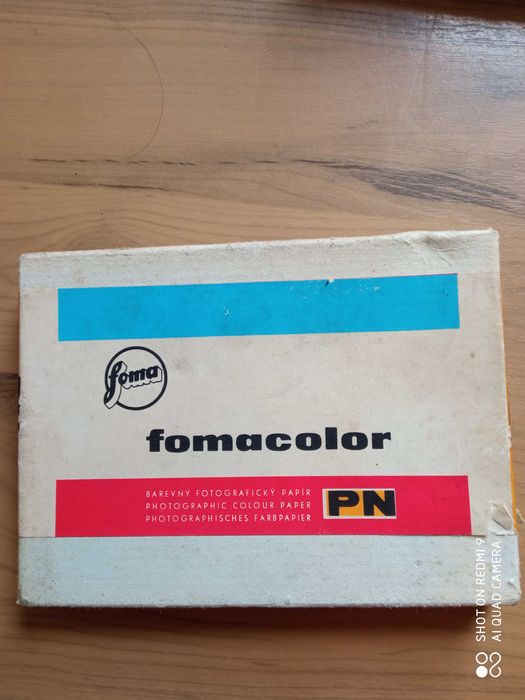 foma
fomacolor
BAREVNÝ FOTOGRAFICKÝ PAPÍR
PHOTOGRAPHIC COLOUR PAPER
PHOTOGRAPHISCHES FARBPAPIER
PN
SHOT ON REDMI 9
AI QUAD CAMERA